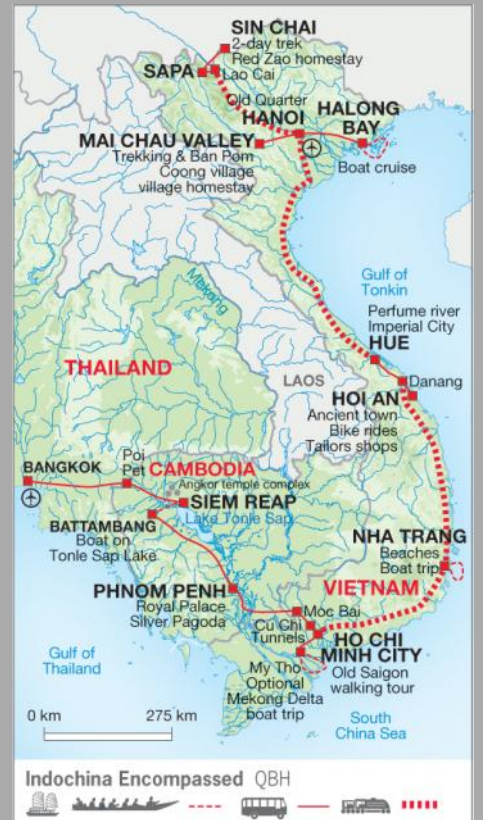 SIN CHAI
2-day trek
Red Zao homestay
SAPA
Lao Cai
Old Quarter
HANOI
HALONG
BAY
Boat cruise
MAI CHAU VALLEY
Trekking & Ban Pom
Coong village
village homestay
Gulf of
Tonkin
Mekong
Perfume river
Imperial City
HUE
THAILAND
LAOS
Danang
HOI AN
Ancient town
Bike rides
Tailors shops
BANGKOK
Poi
Pet
CAMBODIA
Angkor temple complex
SIEM REAP
Lake Tonle Sap
BATTAMBANG
Boat on
Tonle Sap Lake
NHA TRANG
Beaches
Boat trip
PHNOM PENH
Royal Palace
Silver Pagoda
VIETNAM
Moc Bai
Cu Chi
Tunnels
HO CHI
MINH CITY
Old Saigon
walking tour
My Tho
Optional
Mekong Delta
boat trip
Gulf of
Thailand
0 km 275 km
South
China Sea
Indochina Encompassed QBH